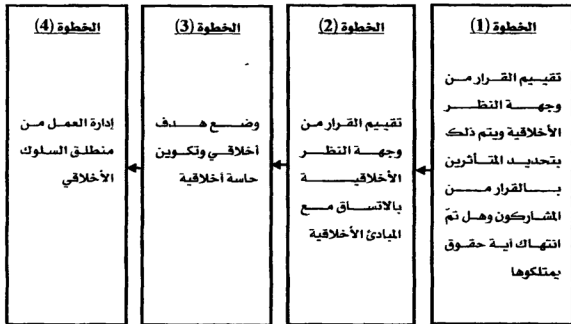 الخطوة (1)
تقييم القرار من
وجهة النظر
الأخلاقية ويتم ذلك
بتحديد المتأثرين
بالقرار من
المشاركون وهل تمّ
انتهاك أية حقوق
يمتلكوها
الخطوة (2)
تقييم القرار من
وجهة النظر
الأخلاقية
بالاتساق مع
المبادئ الأخلاقية
الخطوة (3)
وضع هدف
أخلاقي وتكوين
حاسة أخلاقية
الخطوة (4)
إدارة العمل من
منطلق السلوك
الأخلاقي